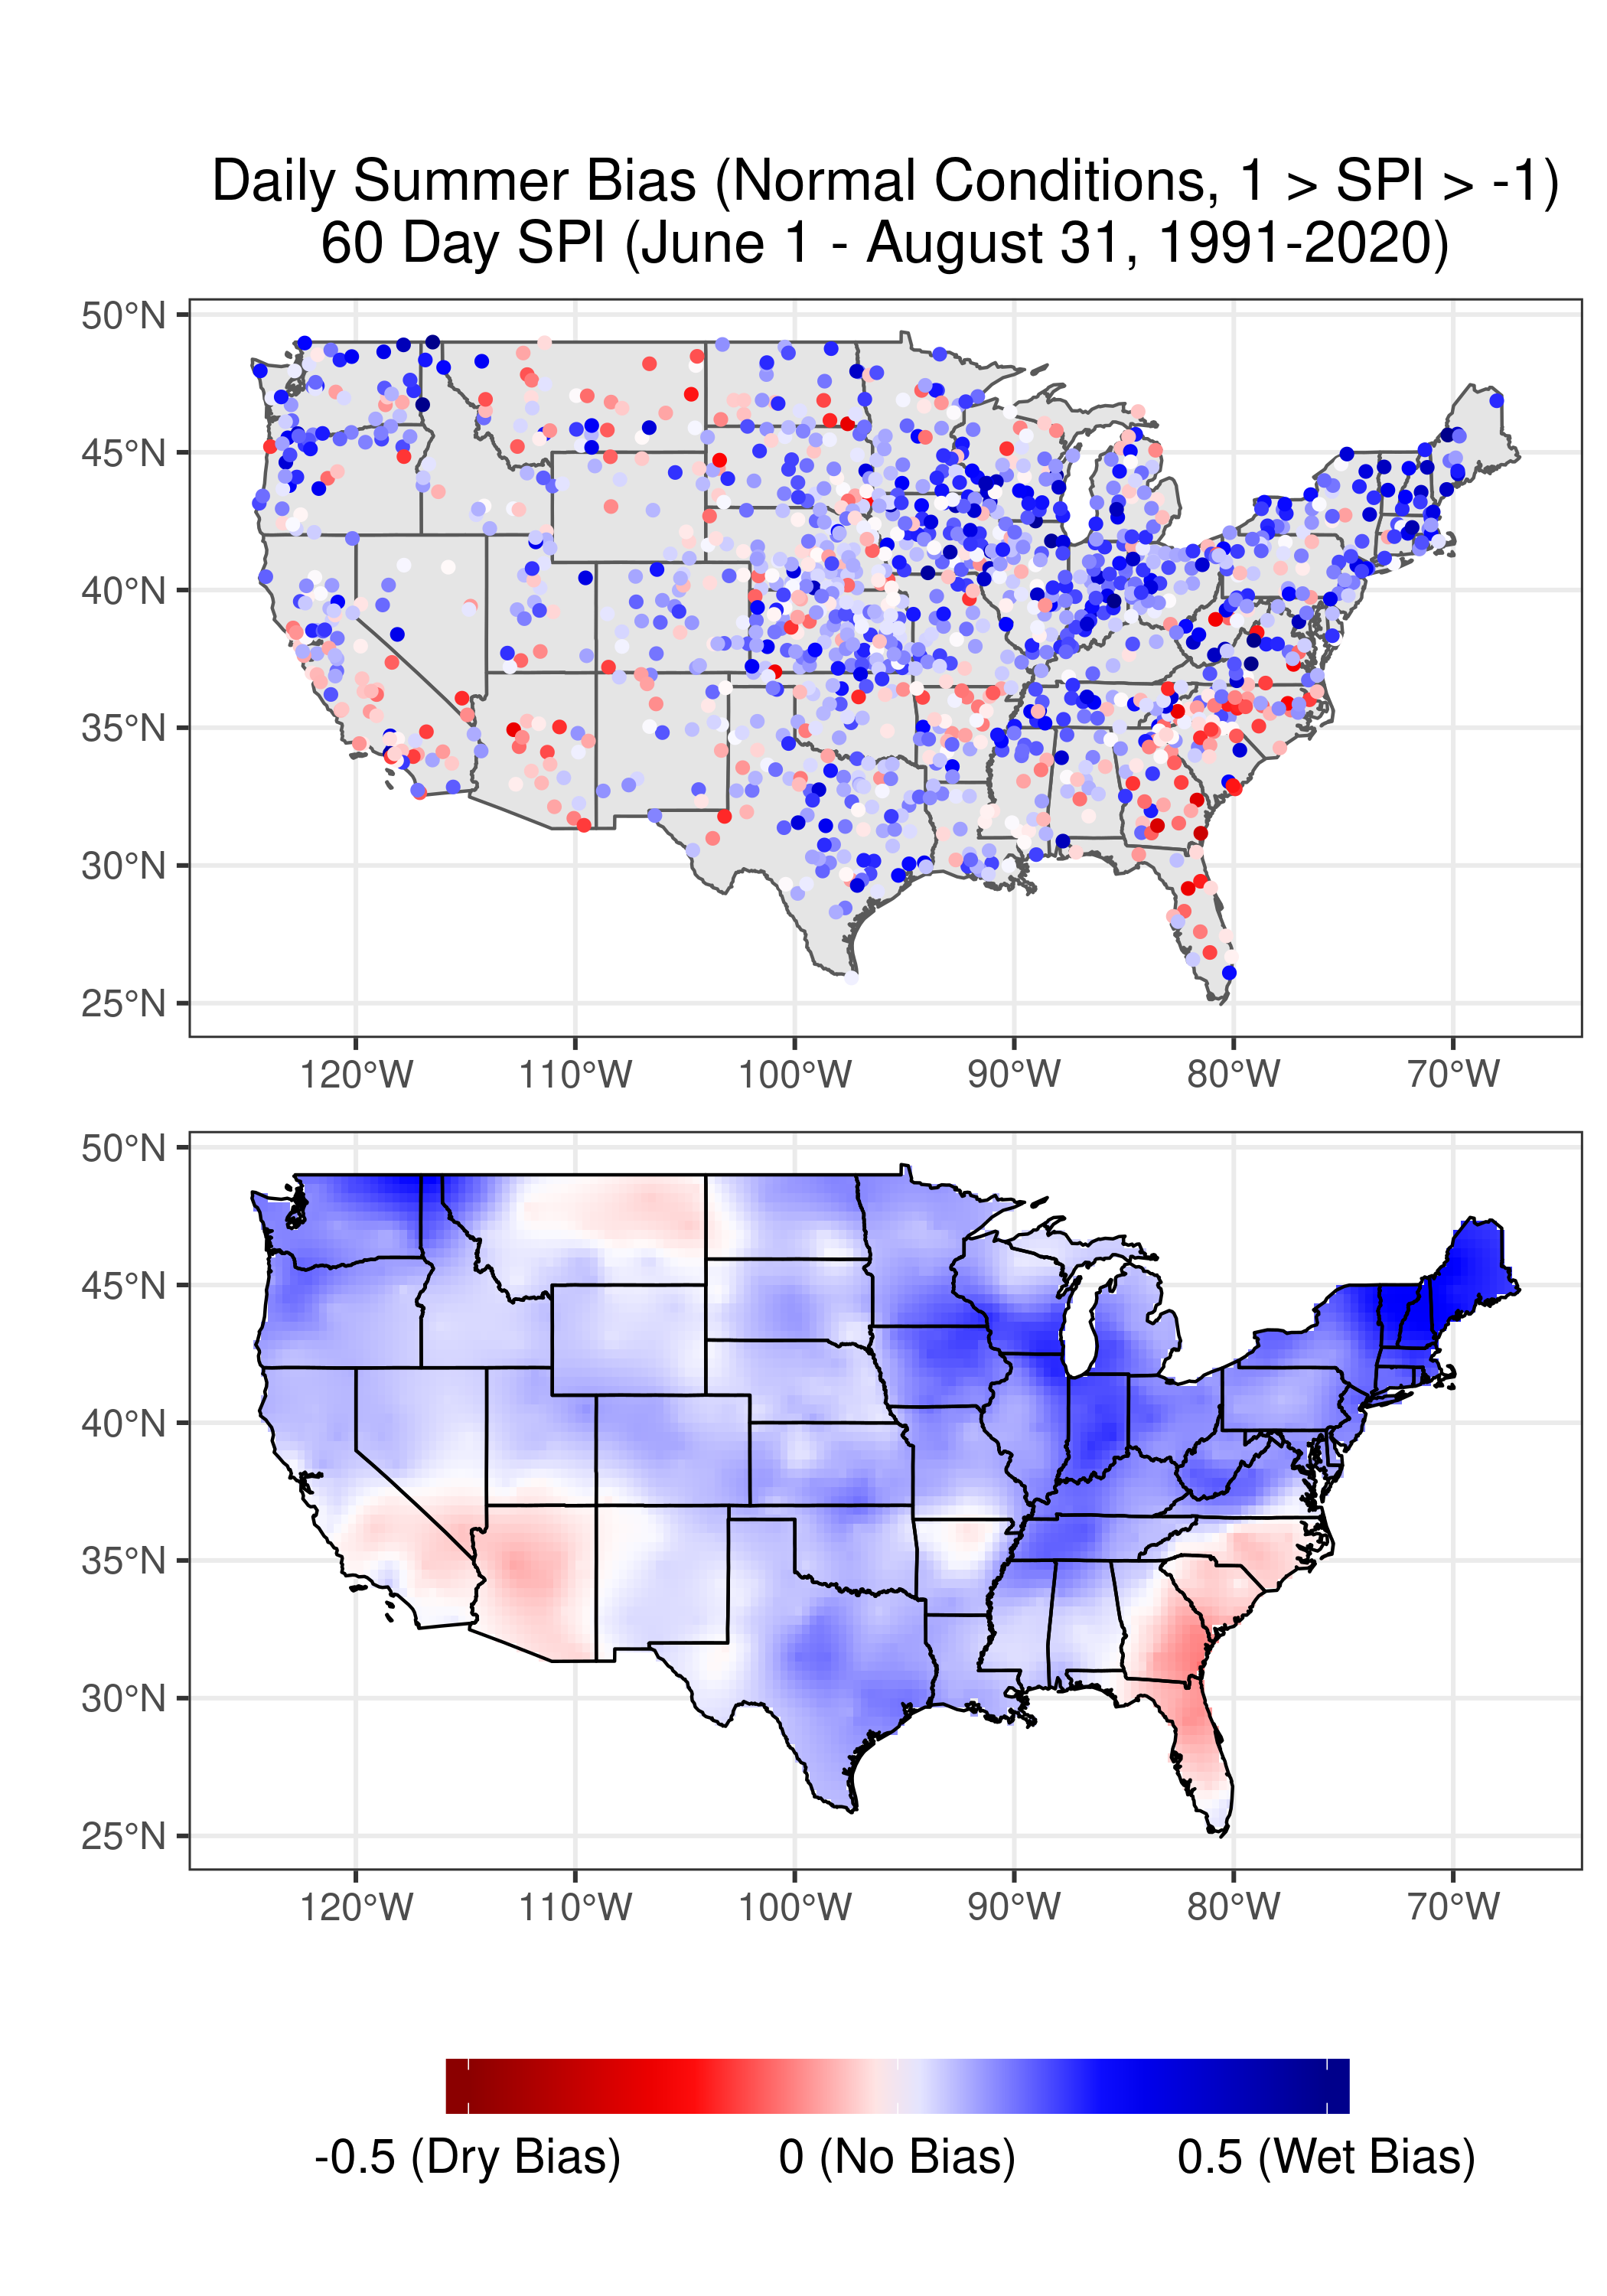 Daily Summer Bias (Normal Conditions, 1 > SPI > -1)
60 Day SPI (June 1 - August 31, 1991-2020)
50°N
45°N
40°N
35°N
30°N
25°N
120°W 110°W 100°W 90°W 80°W 70°W
50°N
45°N
40°N
35°N
30°N
25°N
120°W 110°W 100°W 90°W 80°W 70°W
-0.5 (Dry Bias) 0 (No Bias) 0.5 (Wet Bias)